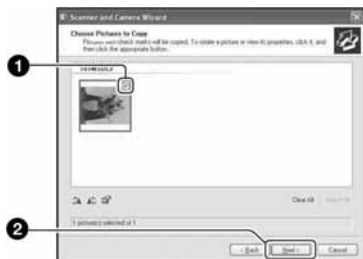 Scanner and Camera Wizard
Choose Pictures to Copy
Pictures with check marks will be copied. To rotate a picture or view its properties, click it, and
then click the appropriate button.
1
Clear All
1 picture(s) selected of 1
2
< Back
Next >
Cancel